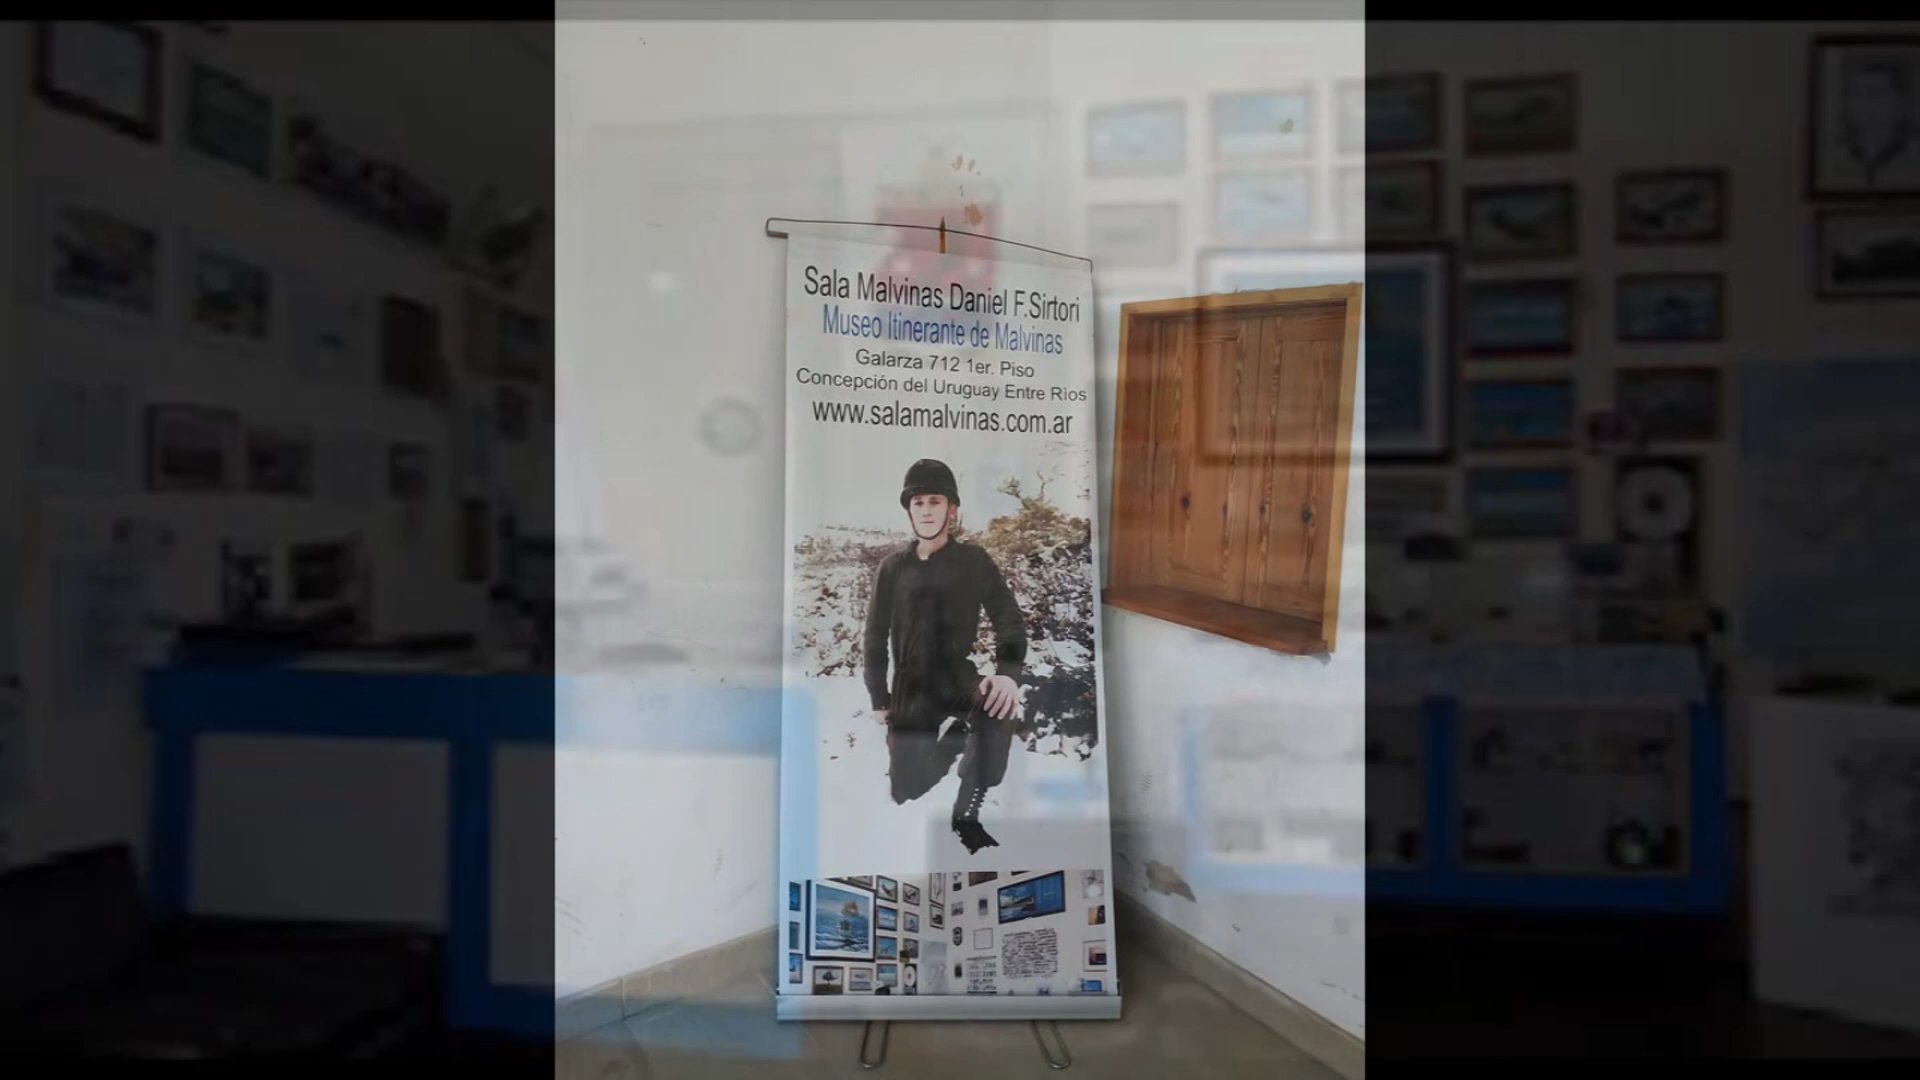 Sala Malvinas Daniel F.Sirtori
Museo Itinerante de Malvinas
Galarza 712 1er. Piso
Concepción del Uruguay Entre Rìos
www.salamalvinas.com.ar